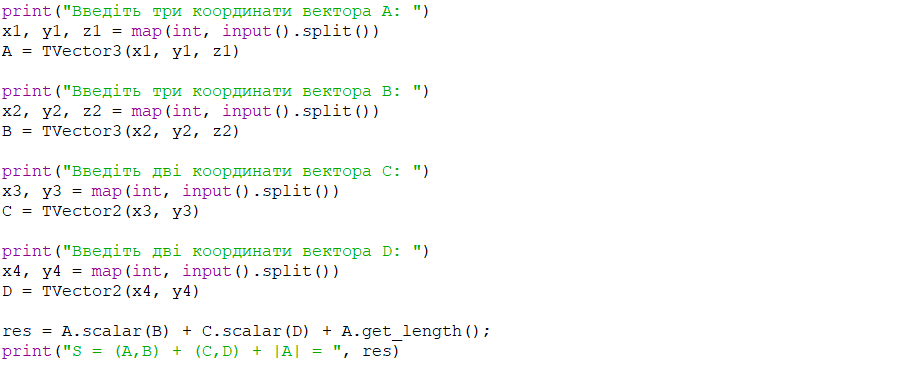 print("Введіть три координати вектора A: ")
x1, y1, z1 = map(int, input().split())
A = TVector3(x1, y1, z1)
print("Введіть три координати вектора B: ")
x2, y2, z2 = map(int, input().split())
B = TVector3(x2, y2, z2)
print("Введіть дві координати вектора C: ")
x3, y3 = map(int, input().split())
C = TVector2(x3, y3)
print("Введіть дві координати вектора D: ")
x4, y4 = map(int, input().split())
D = TVector2(x4, y4)
res = A.scalar(B) + C.scalar(D) + A.get_length();
print("S = (A,B) + (C,D) + |A| = ", res)